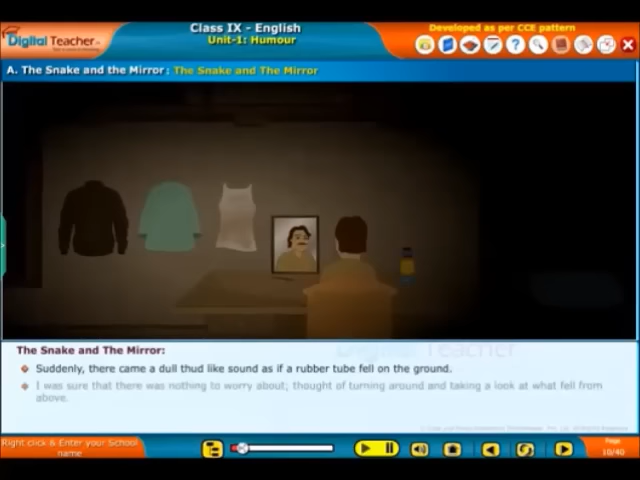 Digital Teacher
Class IX - English
Unit-1: Humour
Developed as per CCE pattern
A. The Snake and the Mirror : The Snake and The Mirror
The Snake and The Mirror:
Suddenly, there came a dull thud like sound as if a rubber tube fell on the ground.
I was sure that there was nothing to worry about; thought of turning around and taking a look at what fell from
above.
Right click & Enter your School
name
Page
10/40